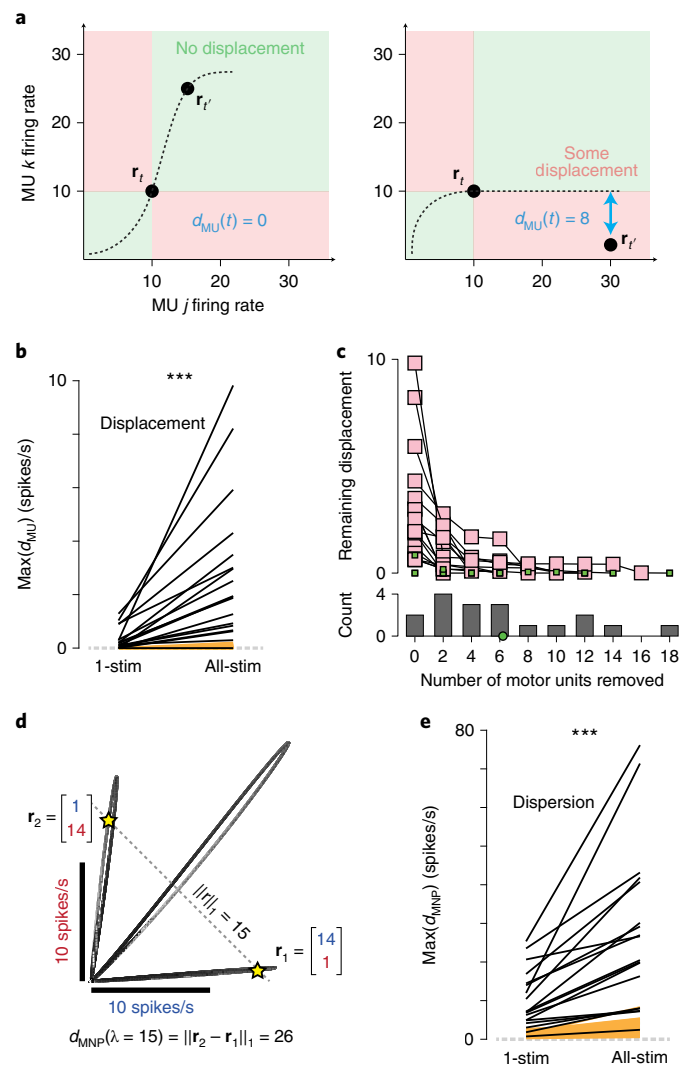 a
MU k firing rate
30
20
10
No displacement
r_t'
r_t
d_MU(t) = 0
10 20 30
MU j firing rate
30
20
10
Some
displacement
r_t
d_MU(t) = 8
r_t'
10 20 30
b
Max(d_MU) (spikes/s)
10
0
***
Displacement
1-stim All-stim
c
Remaining displacement
10
0
Count
4
0
0 2 4 6 8 10 12 14 16 18
Number of motor units removed
d
r_2 = [1 14]
10 spikes/s
||r||_1 = 15
r_1 = [14 1]
10 spikes/s
d_MNP(λ = 15) = ||r_2 − r_1||_1 = 26
e
Max(d_MNP) (spikes/s)
80
0
***
Dispersion
1-stim All-stim